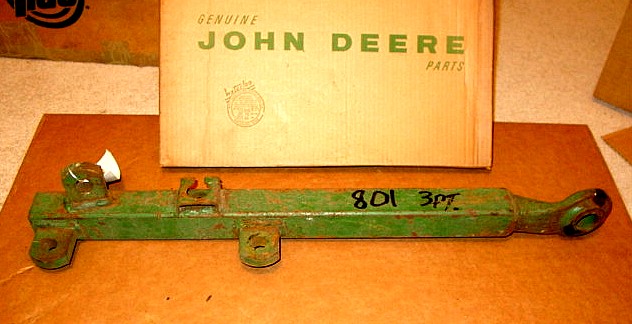 GENUINE
JOHN DEERE
PARTS
801 3PT.